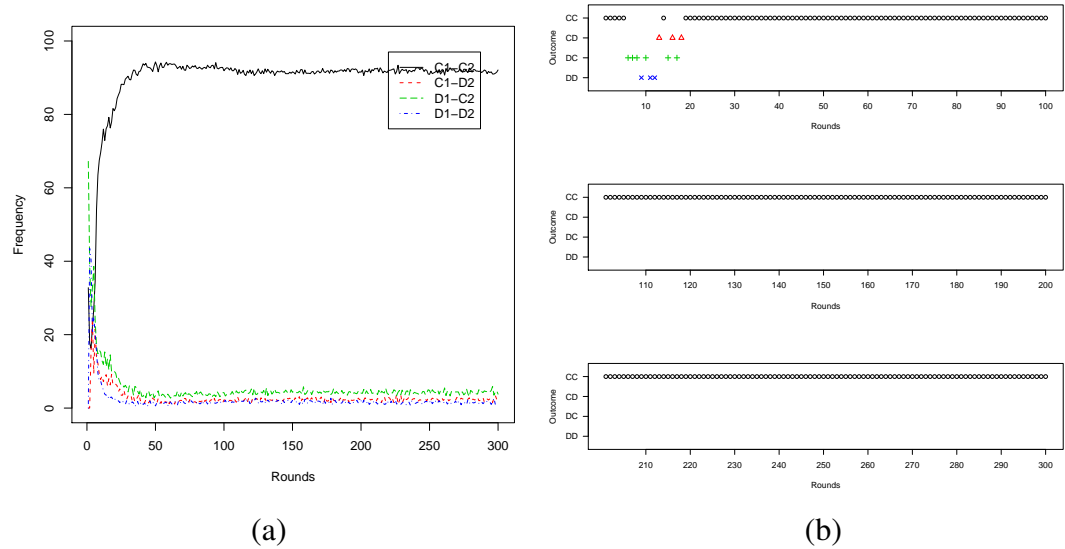 100
80
60
40
20
0
Frequency
C1−C2
C1−D2
D1−C2
D1−D2
0 50 100 150 200 250 300
Rounds
(a)
CC
CD
DC
DD
Outcome
10 20 30 40 50 60 70 80 90 100
Rounds
CC
CD
DC
DD
Outcome
110 120 130 140 150 160 170 180 190 200
Rounds
CC
CD
DC
DD
Outcome
210 220 230 240 250 260 270 280 290 300
Rounds
(b)